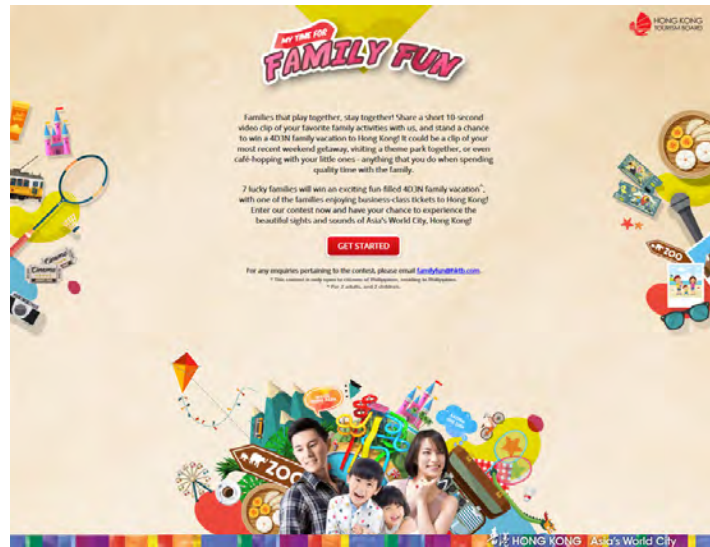 HONG KONG
TOURISM BOARD
MY TIME FOR
FAMILY FUN
Families that play together, stay together! Share a short 10-second
video clip of your favorite family activities with us, and stand a chance
to win a 4D3N family vacation to Hong Kong! It could be a clip of your
most recent weekend getaway, visiting a theme park together, or even
café-hopping with your little ones - anything that you do when spending
quality time with the family.
7 lucky families will win an exciting fun-filled 4D3N family vacation^,
with one of the families enjoying business-class tickets to Hong Kong!
Enter our contest now and have your chance to experience the
beautiful sights and sounds of Asia's World City, Hong Kong!
GET STARTED
For any enquiries pertaining to the contest, please email familyfun@hktb.com.
* This contest is only open to citizens of Philippines, residing in Philippines.
^ For 2 adults, and 2 children.
Cinema
Cinema
ZOO
ZOO
HONG KONG Asia's World City